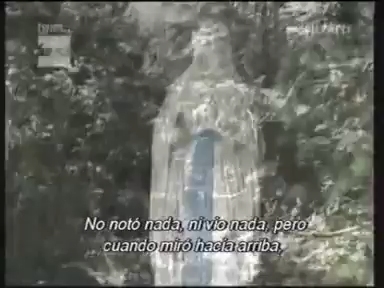 No notó nada, ni vio nada, pero
cuando miró hacia arriba,